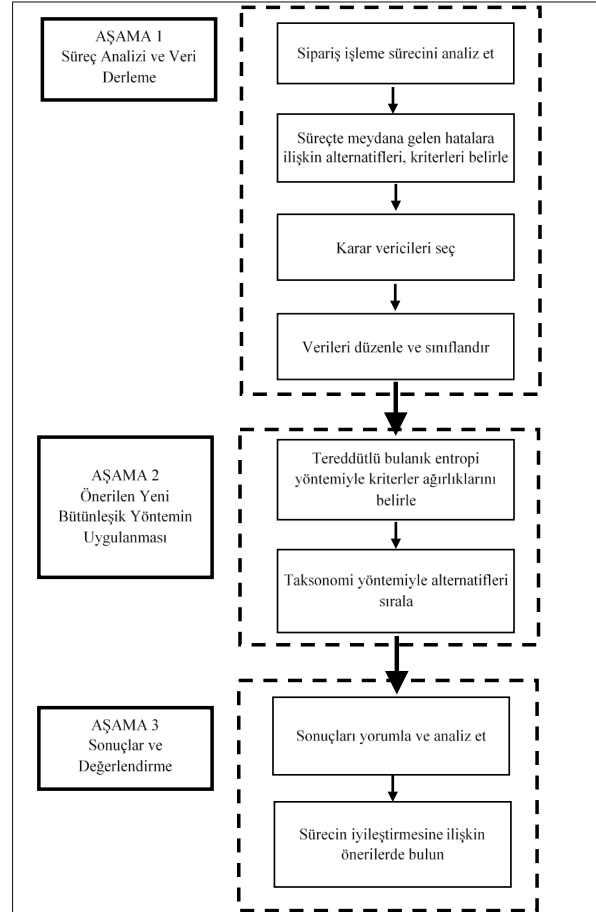 AŞAMA 1
Süreç Analizi ve Veri
Derleme
Sipariş işleme sürecini analiz et
Süreçte meydana gelen hatalara
ilişkin alternatifleri, kriterleri belirle
Karar vericileri seç
Verileri düzenle ve sınıflandır
AŞAMA 2
Önerilen Yeni
Bütünleşik Yöntemin
Uygulanması
Tereddütlü bulanık entropi
yöntemiyle kriterler ağırlıklarını
belirle
Taksonomi yöntemiyle alternatifleri
sırala
AŞAMA 3
Sonuçlar ve
Değerlendirme
Sonuçları yorumla ve analiz et
Sürecin iyileştirmesine ilişkin
önerilerde bulun